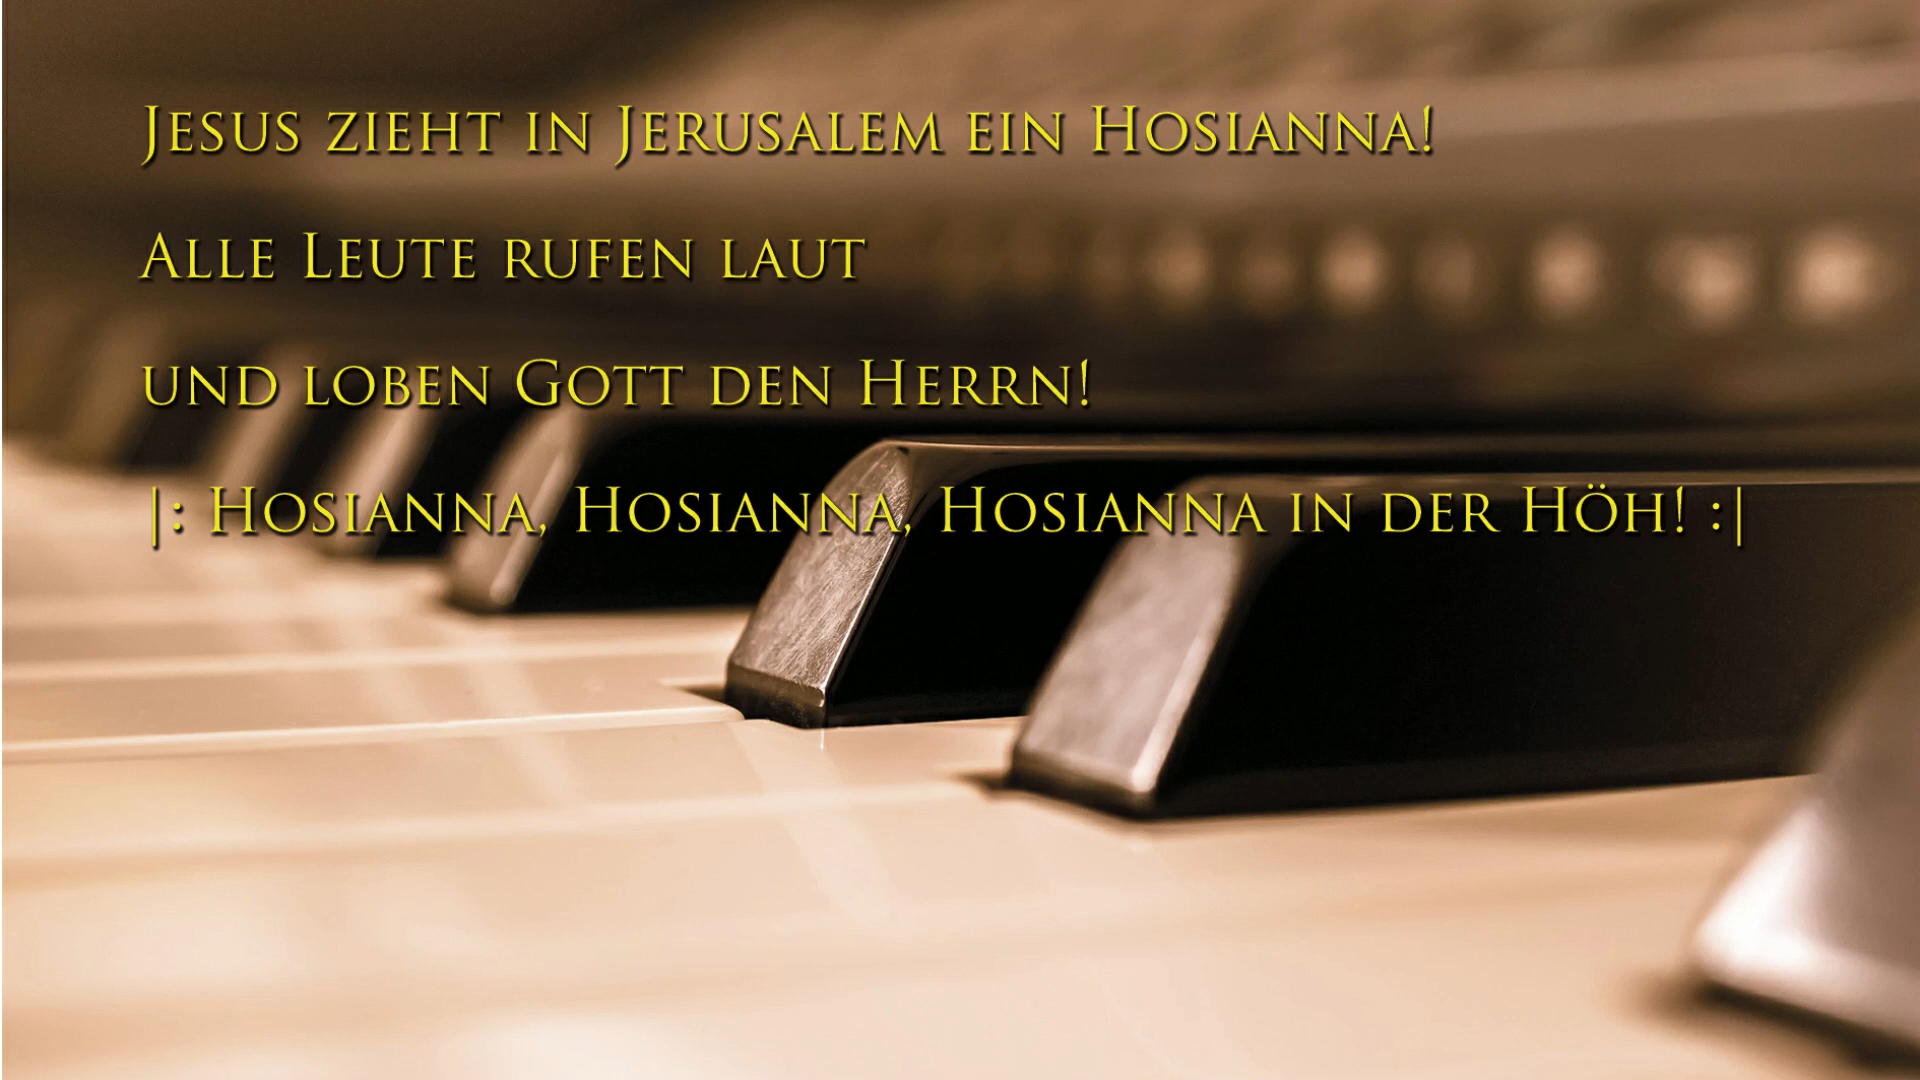 Jesus zieht in Jerusalem ein Hosianna!
Alle Leute rufen laut
und loben Gott den Herrn!
|: Hosianna, Hosianna, Hosianna in der Höh! :|